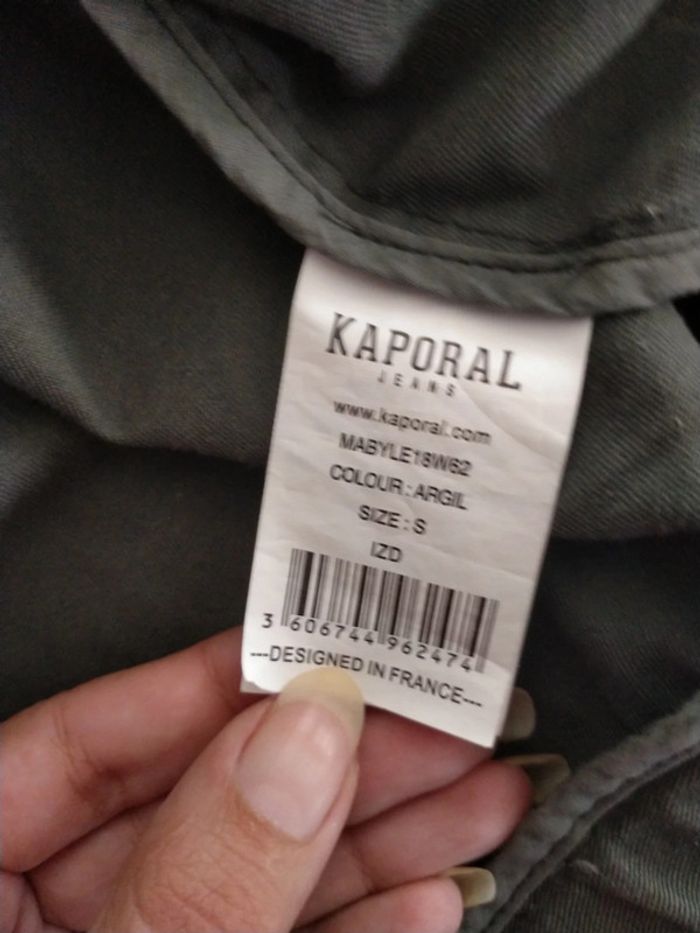 KAPORAL
JEANS
www.kaporal.com
MABYLE18W62
COLOUR : ARGIL
SIZE : S
IZD
3 606744 962474
---DESIGNED IN FRANCE---